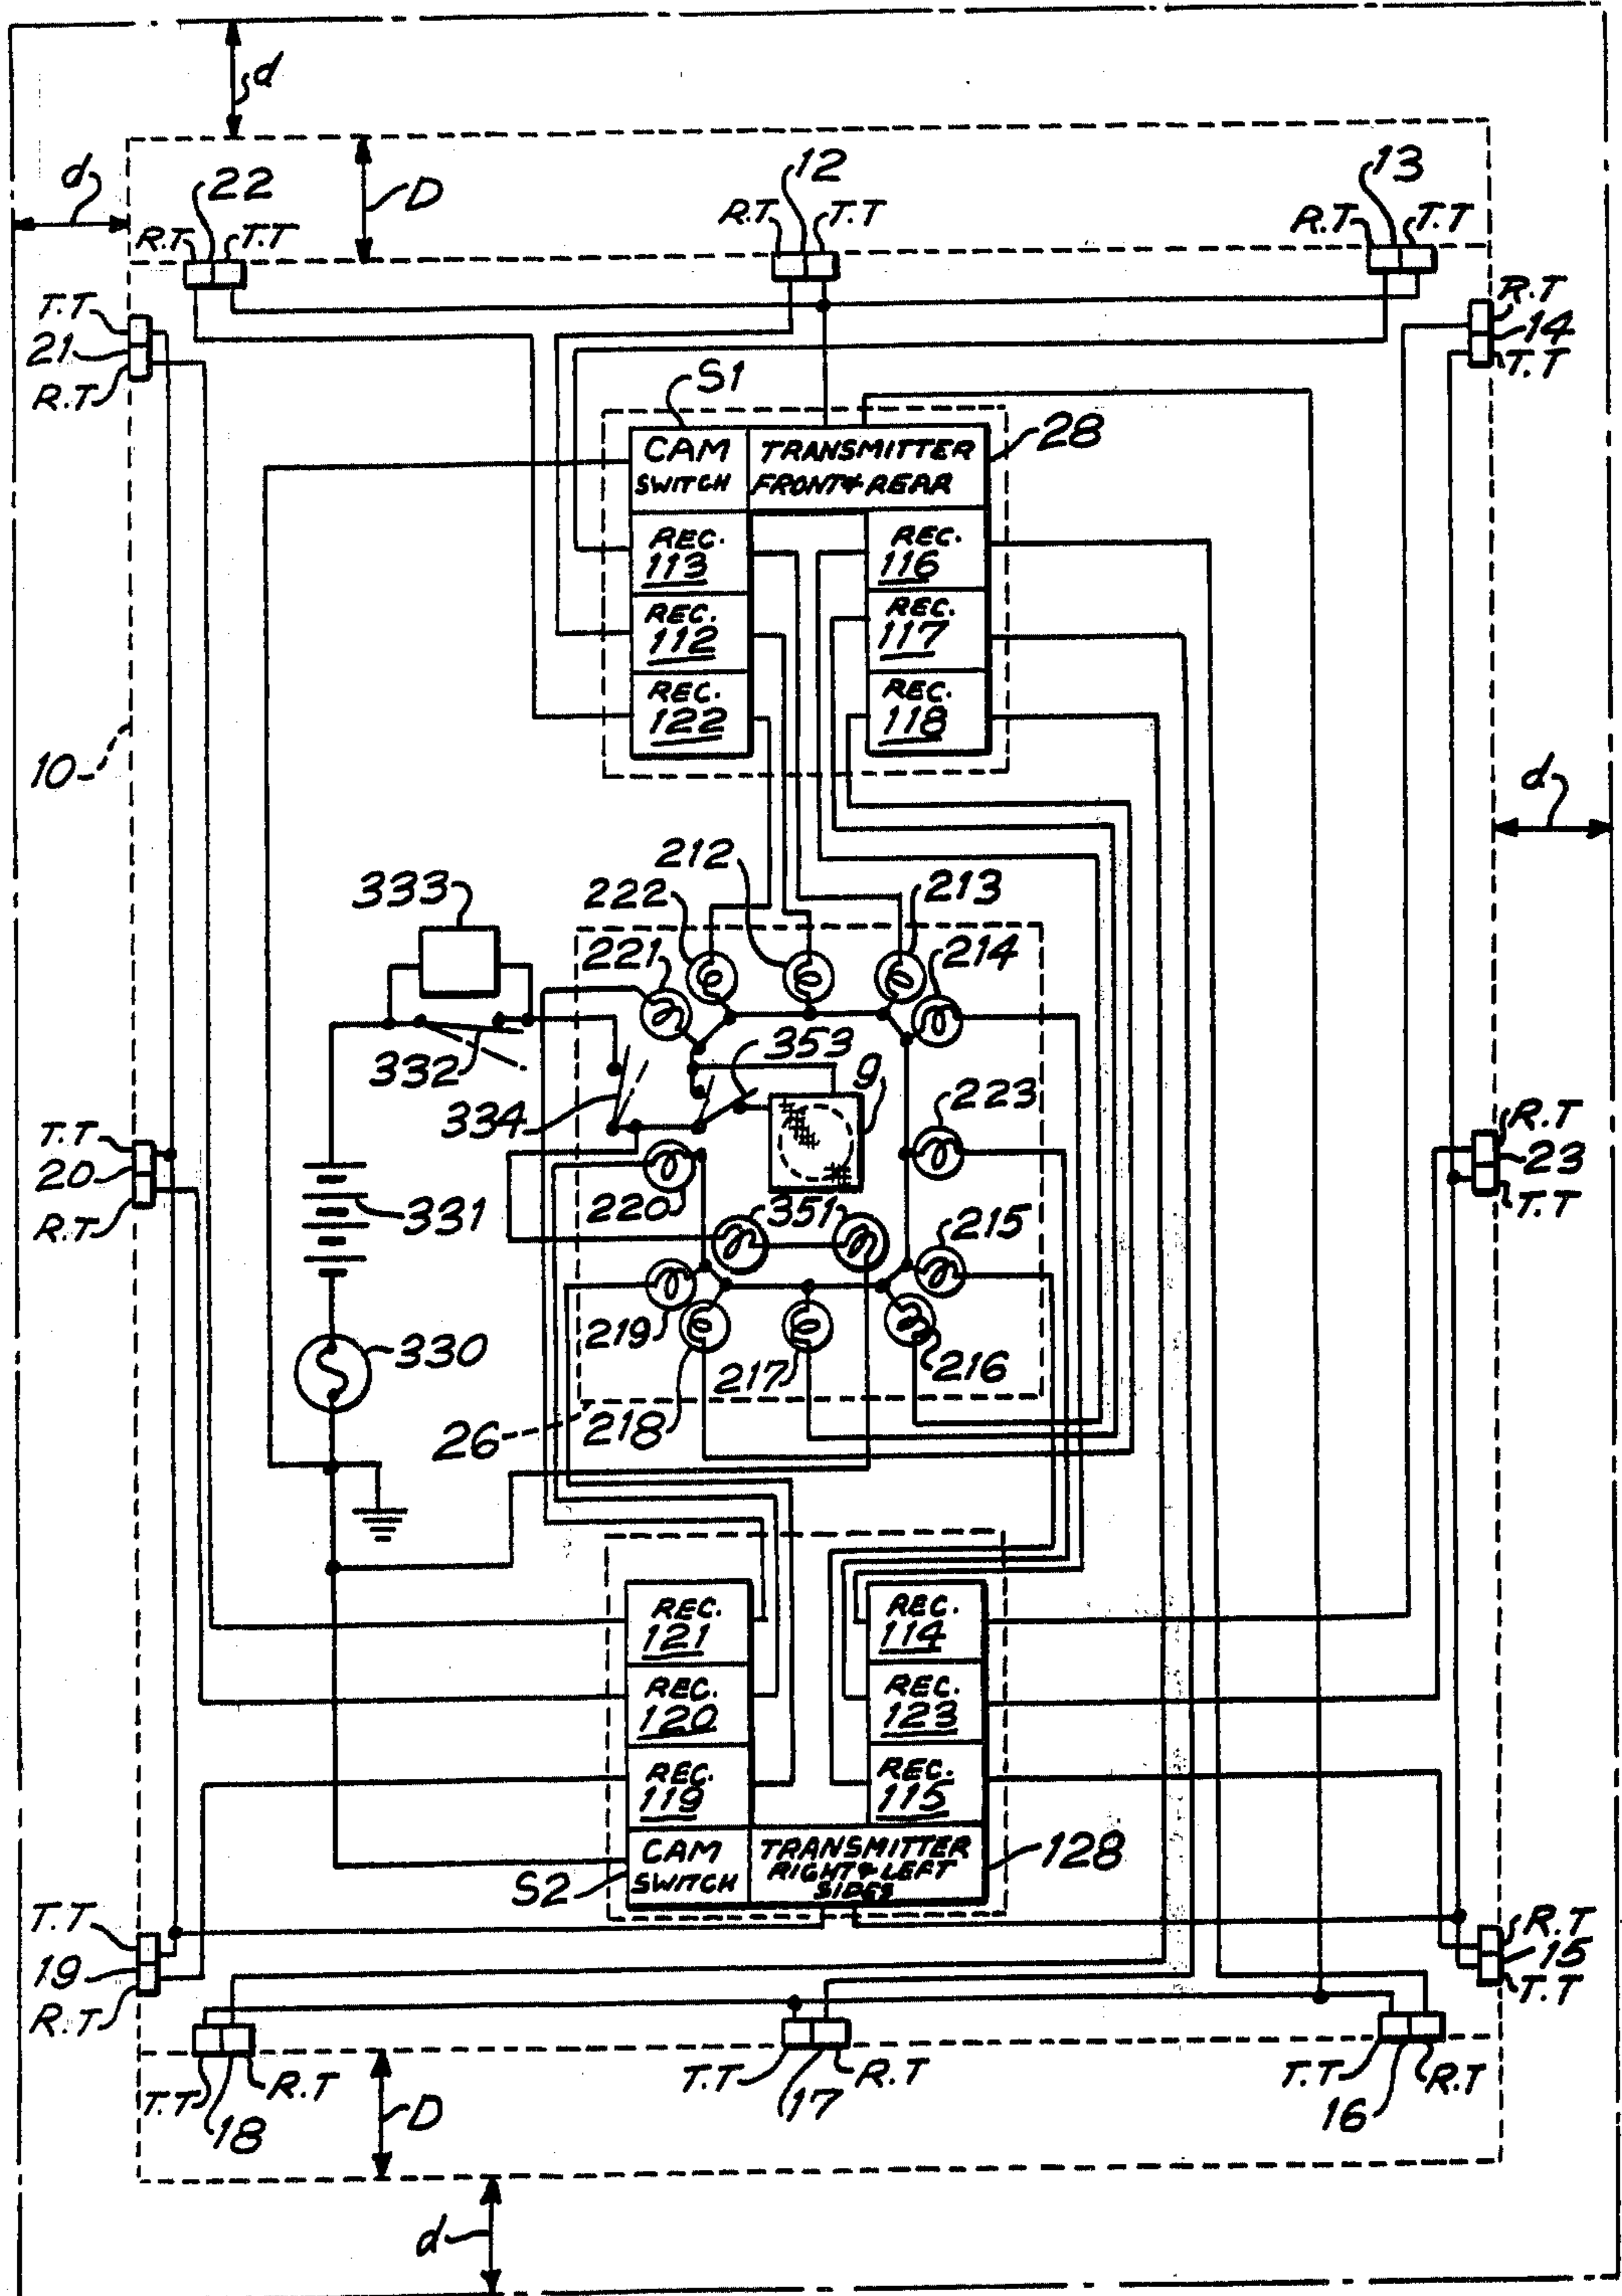 d
d
22
D
12
13
R.T
T.T
R.T
T.T
R.T
T.T
T.T
21
R.T
R.T
14
T.T
S1
28
CAM
SWITCH
TRANSMITTER
FRONT & REAR
REC.
113
REC.
116
REC.
112
REC.
117
REC.
122
REC.
118
10
d
212
213
333
222
221
214
332
353
9
334
223
T.T
20
R.T
R.T
23
T.T
331
220
351
215
330
219
217
216
26
218
REC.
121
REC.
114
REC.
120
REC.
123
REC.
119
REC.
115
CAM
SWITCH
TRANSMITTER
RIGHT & LEFT
SIDES
S2
128
T.T
19
R.T
R.T
15
T.T
T.T
18
R.T
T.T
17
R.T
T.T
16
R.T
D
d